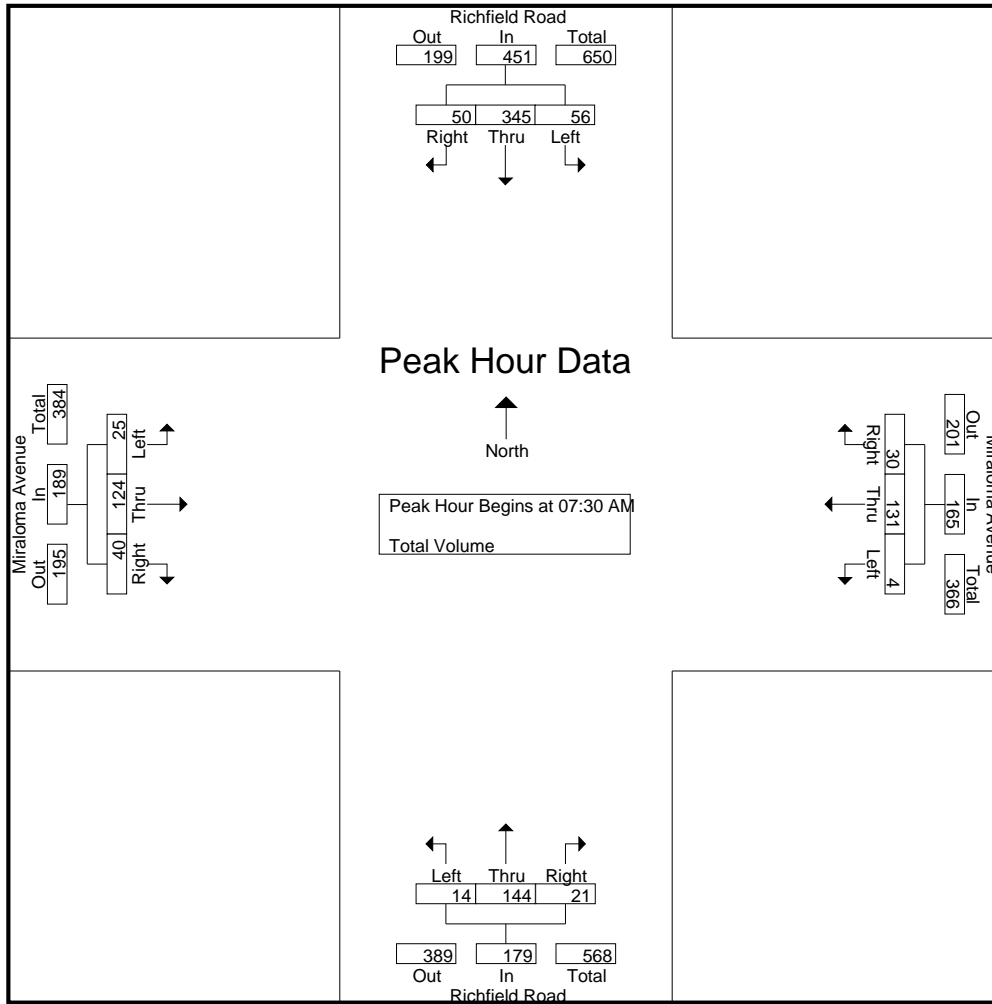 Richfield Road
Out In Total
199 451 650
50 345 56
Right Thru Left
Peak Hour Data
North
Peak Hour Begins at 07:30 AM
Total Volume
Miraloma Avenue
Total In Out
384 189 195
25 124 40
Left Thru Right
Miraloma Avenue
Out In Total
201 165 366
30 131 4
Right Thru Left
Left Thru Right
14 144 21
389 179 568
Out In Total
Richfield Road